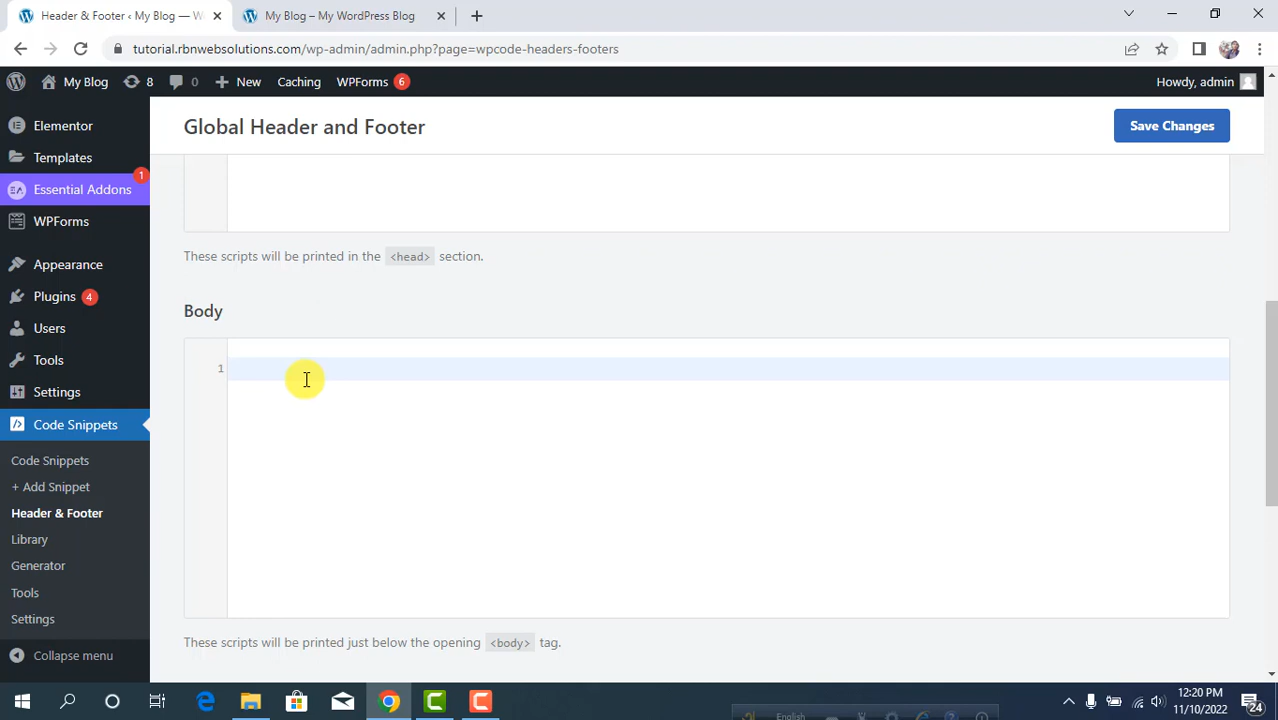 Header & Footer ‹ My Blog — W
My Blog – My WordPress Blog
tutorial.rbnwebsolutions.com/wp-admin/admin.php?page=wpcode-headers-footers
My Blog
8
0
New
Caching
WPForms 6
Howdy, admin
Elementor
Templates
Essential Addons 1
WPForms
Appearance
Plugins 4
Users
Tools
Settings
Code Snippets
Code Snippets
+ Add Snippet
Header & Footer
Library
Generator
Tools
Settings
Collapse menu
Global Header and Footer
Save Changes
These scripts will be printed in the <head> section.
Body
1
These scripts will be printed just below the opening <body> tag.
English
12:20 PM
11/10/2022
24